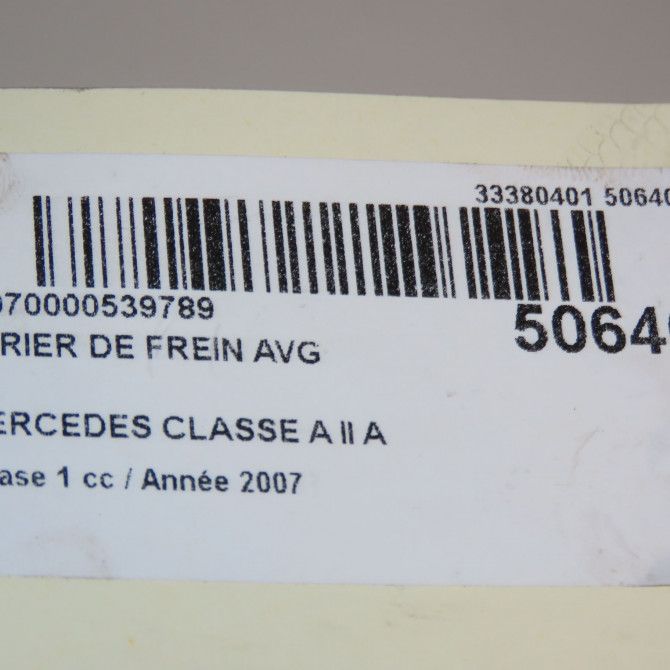 33380401 50640
070000539789
50640
RIER DE FREIN AVG
ERCEDES CLASSE A II A
ase 1 cc / Année 2007